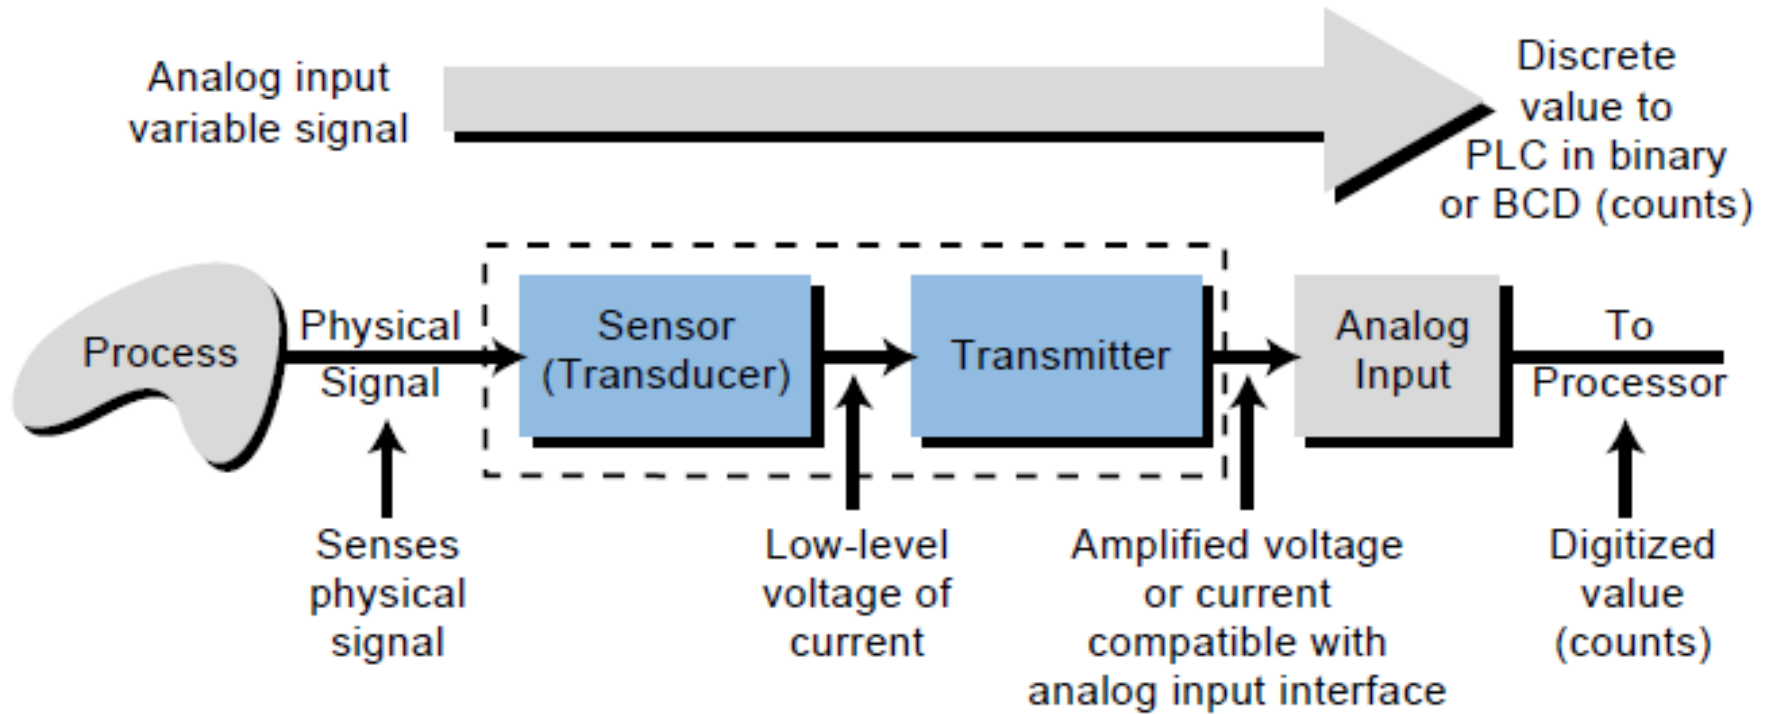 Analog input
variable signal
Discrete
value to
PLC in binary
or BCD (counts)
Process
Physical
Signal
Sensor
(Transducer)
Transmitter
Analog
Input
To
Processor
Senses
physical
signal
Low-level
voltage of
current
Amplified voltage
or current
compatible with
analog input interface
Digitized
value
(counts)